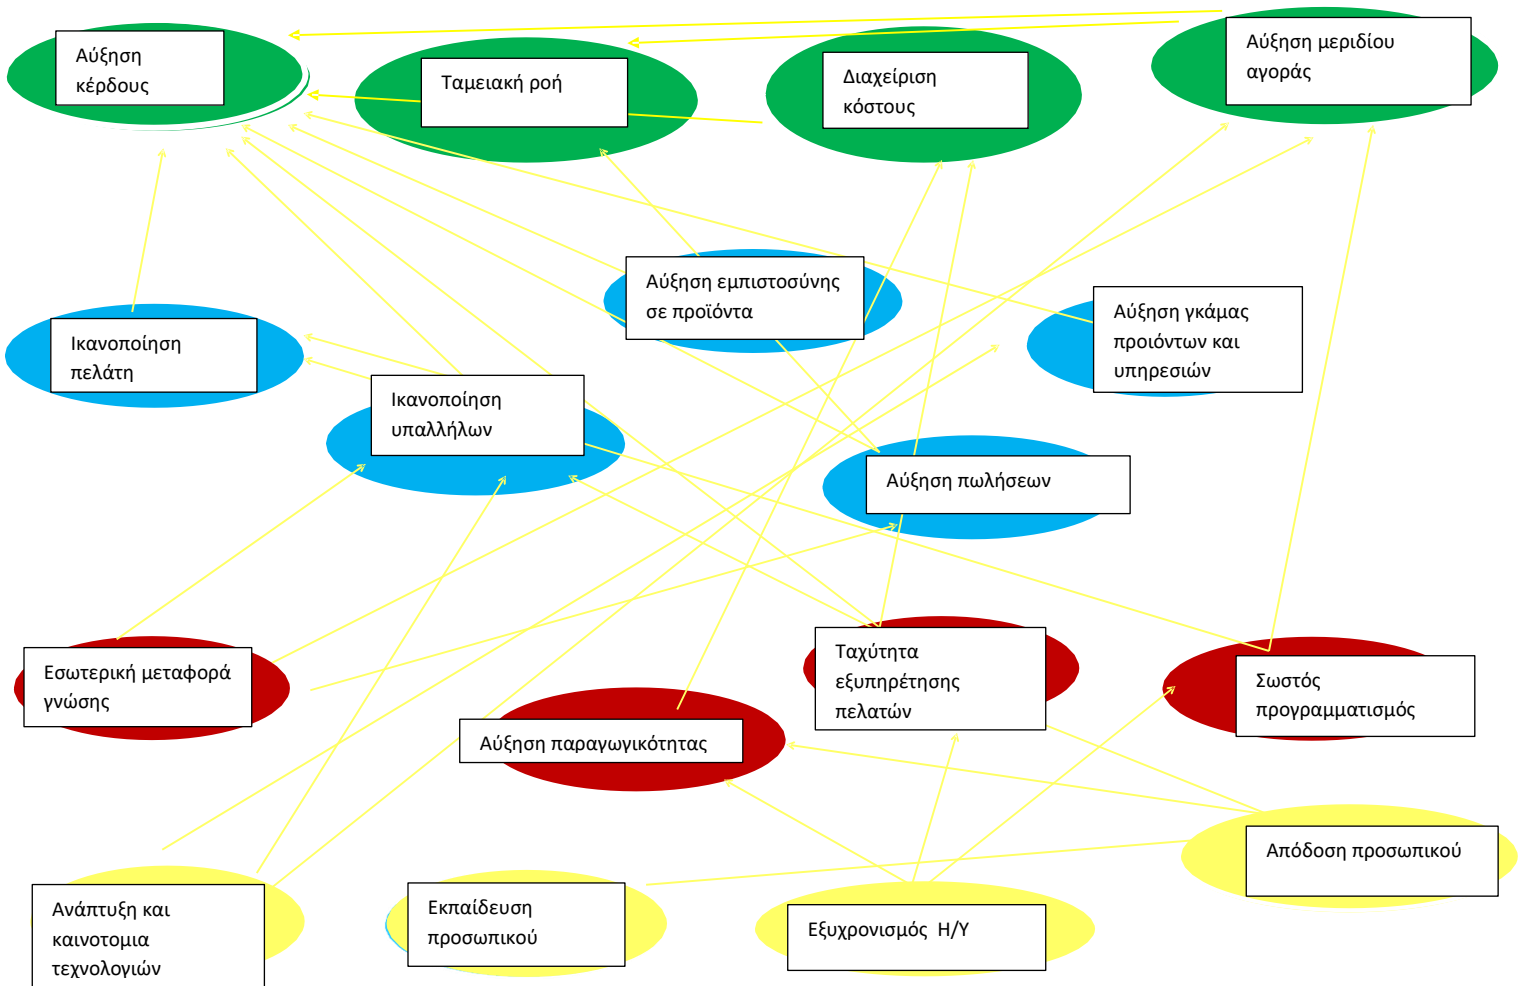 Αύξηση
κέρδους
Ταμειακή ροή
Διαχείριση
κόστους
Αύξηση μεριδίου
αγοράς
Αύξηση εμπιστοσύνης
σε προϊόντα
Αύξηση γκάμας
προιόντων και
υπηρεσιών
Ικανοποίηση
πελάτη
Ικανοποίηση
υπαλλήλων
Αύξηση πωλήσεων
Εσωτερική μεταφορά
γνώσης
Αύξηση παραγωγικότητας
Ταχύτητα
εξυπηρέτησης
πελατών
Σωστός
προγραμματισμός
Απόδοση προσωπικού
Ανάπτυξη και
καινοτομια
τεχνολογιών
Εκπαίδευση
προσωπικού
Εξυχρονισμός Η/Υ